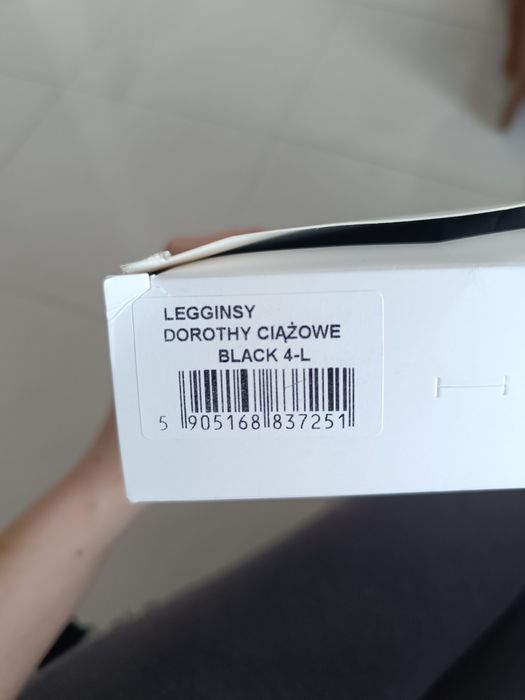 LEGGINSY
DOROTHY CIĄŻOWE
BLACK 4-L
5 905168 837251